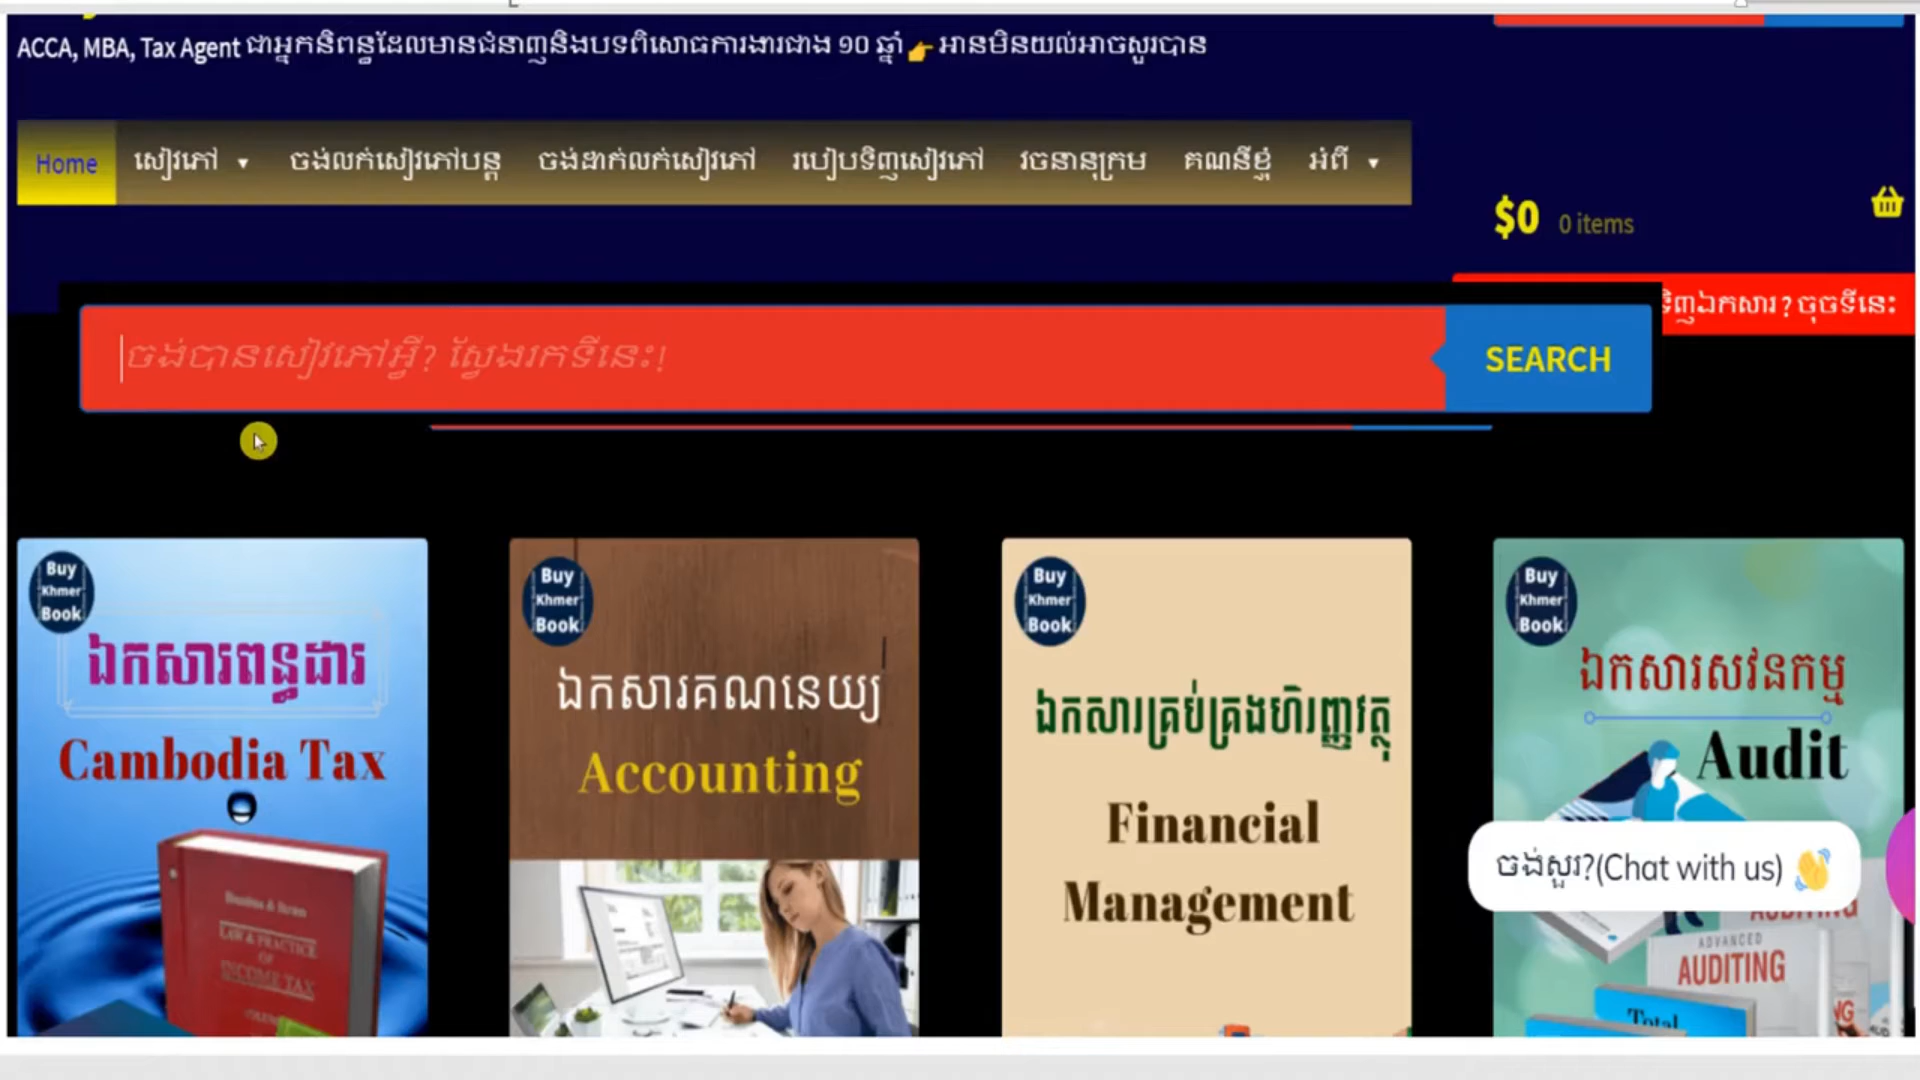 ACCA, MBA, Tax Agent ជាអ្នកនិពន្ធដែលមានជំនាញនិងបទពិសោធការងារជាង ១០ ឆ្នាំ 👉 អានមិនយល់អាចសួរបាន
Home សៀវភៅ ▼ ចង់លក់សៀវភៅបន្ត ចង់ដាក់លក់សៀវភៅ របៀបទិញសៀវភៅ វចនានុក្រម គណនីខ្ញុំ អំពី ▼
$0 0 items
ទិញឯកសារ ? ចុចទីនេះ
ចង់បានសៀវភៅអ្វី? ស្វែងរកទីនេះ!
SEARCH
Buy
Khmer
Book
ឯកសារពន្ធដារ
Cambodia Tax
LAW & PRACTICE
OF
INCOME TAX
Buy
Khmer
Book
ឯកសារគណនេយ្យ
Accounting
Buy
Khmer
Book
ឯកសារគ្រប់គ្រងហិរញ្ញវត្ថុ
Financial
Management
Buy
Khmer
Book
ឯកសារសវនកម្ម
Audit
ចង់សួរ?(Chat with us) 👋
AUDITING
ADVANCED
AUDITING
Total